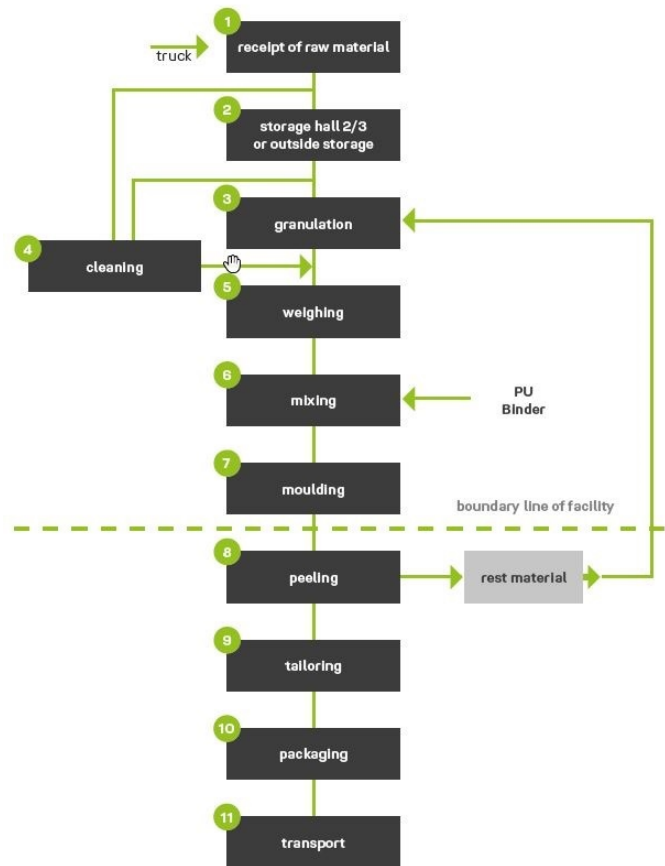 1
receipt of raw material
truck
2
storage hall 2/3
or outside storage
3
granulation
4
cleaning
5
weighing
6
mixing
PU
Binder
7
moulding
boundary line of facility
8
peeling
rest material
9
tailoring
10
packaging
11
transport